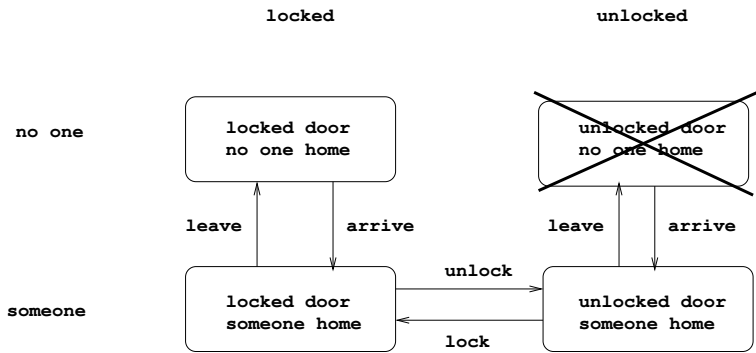 locked unlocked
no one
locked door
no one home
unlocked door
no one home
leave arrive leave arrive
unlock
someone
locked door
someone home
unlocked door
someone home
lock